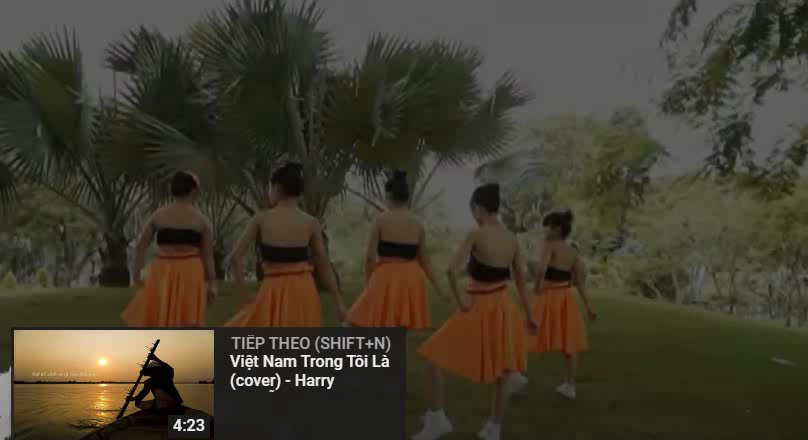 TIẾP THEO (SHIFT+N)
Việt Nam Trong Tôi Là
(cover) - Harry
4:23